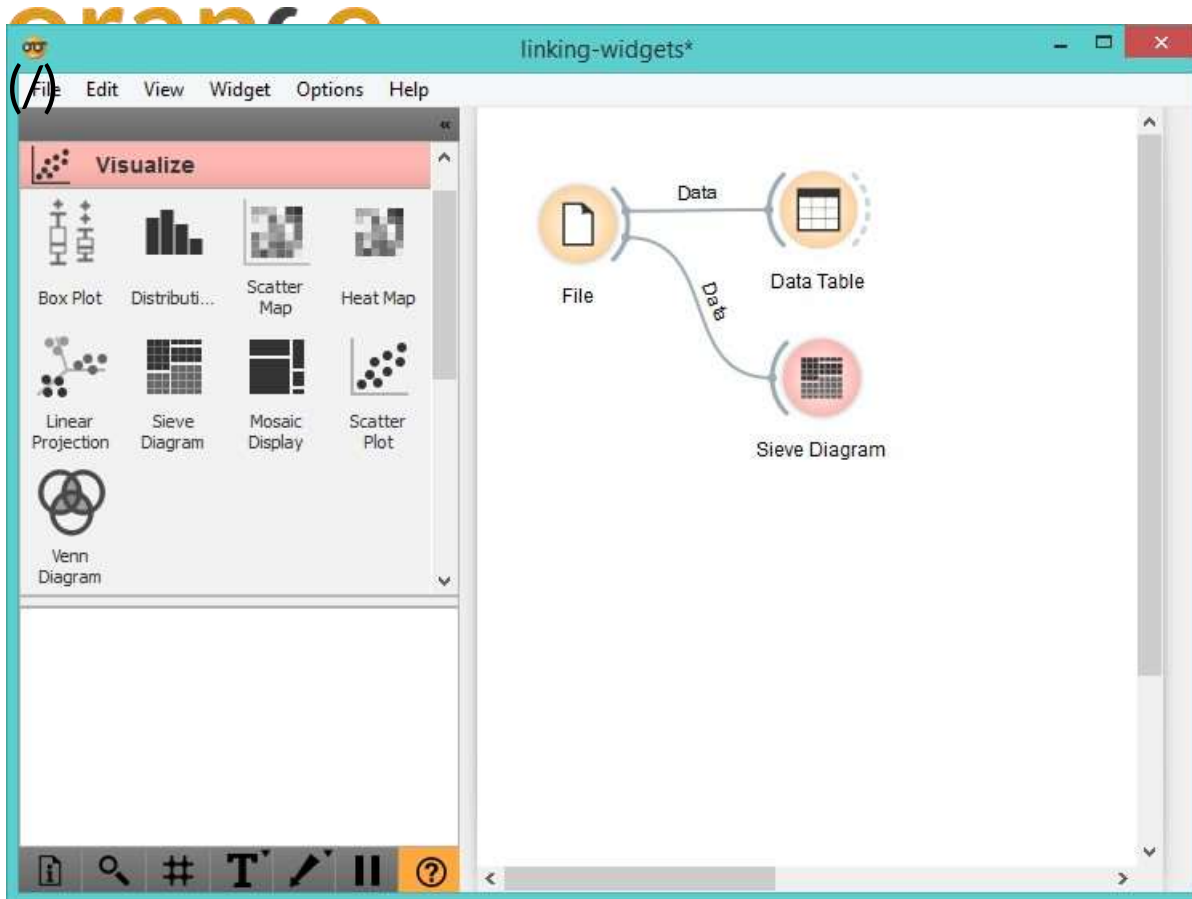 orange
linking-widgets*
(/)
File Edit View Widget Options Help
Visualize
Box Plot
Distributi...
Scatter
Map
Heat Map
Linear
Projection
Sieve
Diagram
Mosaic
Display
Scatter
Plot
Venn
Diagram
Data
File
Data Table
Data
Sieve Diagram
T
?